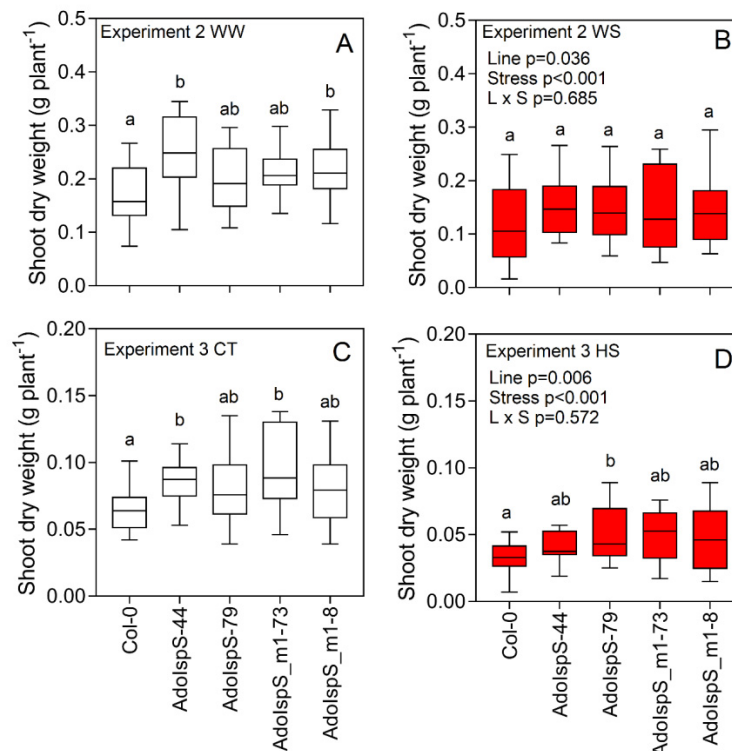 Experiment 2 WW
A
Shoot dry weight (g plant⁻¹)
0.5
0.4
0.3
0.2
0.1
0.0
a
b
ab
ab
b
Experiment 2 WS
B
Line p=0.036
Stress p<0.001
L x S p=0.685
Shoot dry weight (g plant⁻¹)
0.5
0.4
0.3
0.2
0.1
0.0
a
a
a
a
a
Experiment 3 CT
C
Shoot dry weight (g plant⁻¹)
0.20
0.15
0.10
0.05
0.00
a
b
ab
b
ab
Col-0
AdoIspS-44
AdoIspS-79
AdoIspS_m1-73
AdoIspS_m1-8
Experiment 3 HS
D
Line p=0.006
Stress p<0.001
L x S p=0.572
Shoot dry weight (g plant⁻¹)
0.20
0.15
0.10
0.05
0.00
a
ab
b
ab
ab
Col-0
AdoIspS-44
AdoIspS-79
AdoIspS_m1-73
AdoIspS_m1-8